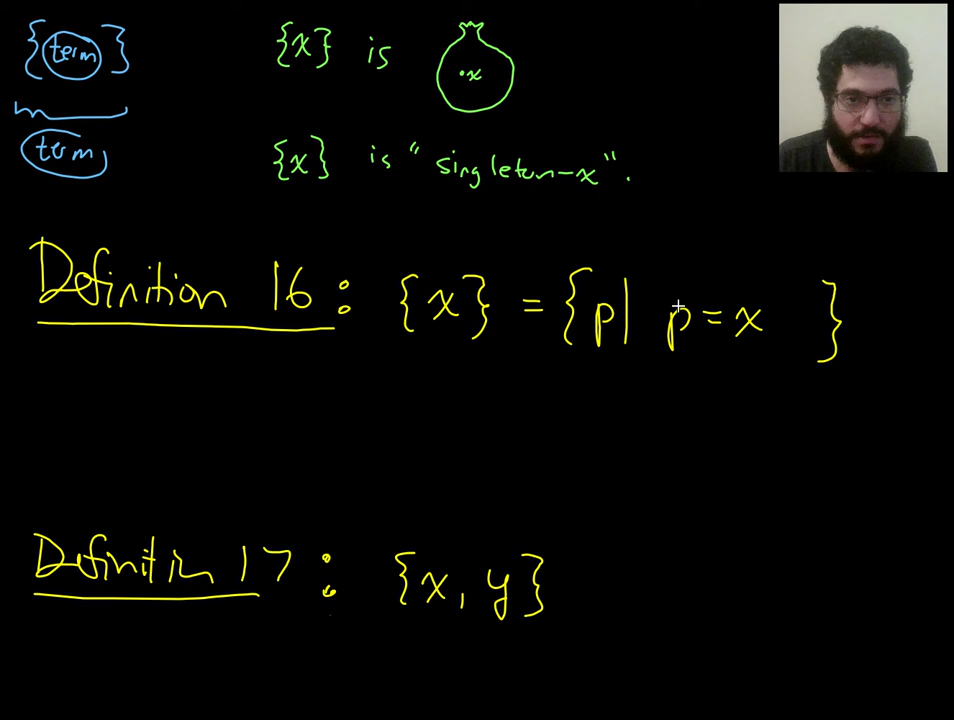 {term}
{x} is •x
term
{x} is "singleton-x".
Definition 16: {x} = {p| p=x }
Definition 17: {x, y}